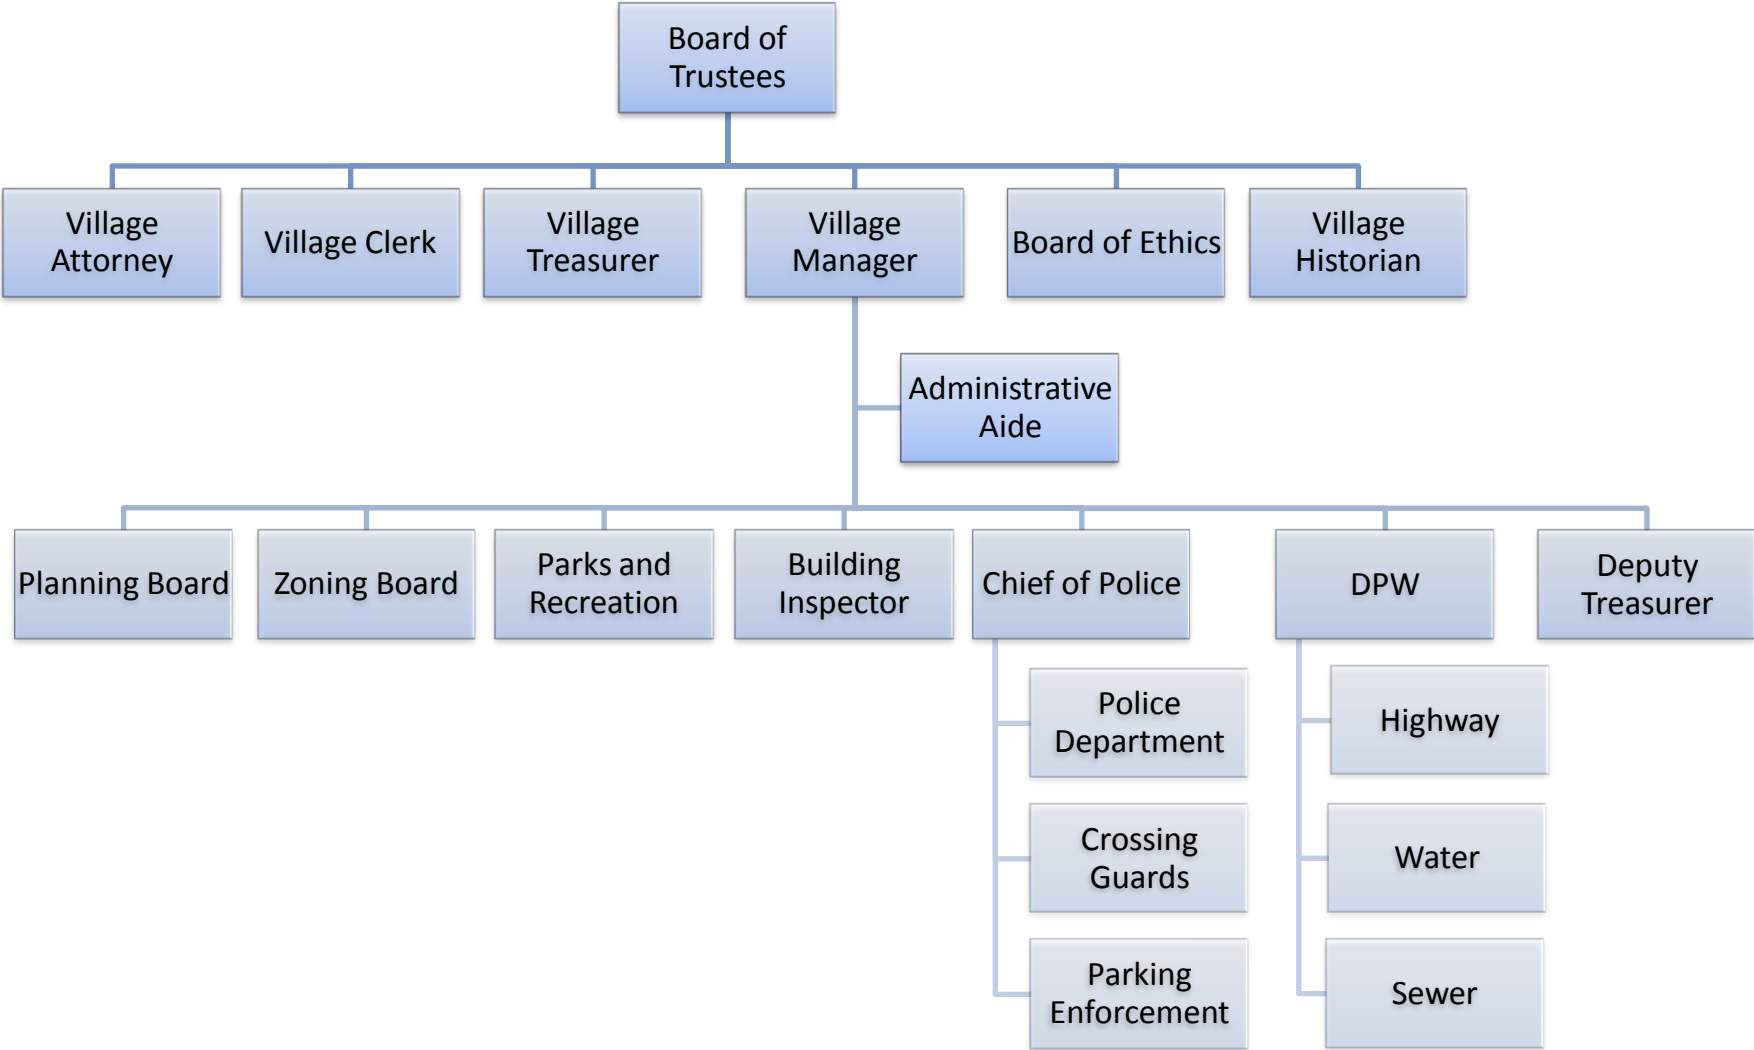 Board of
Trustees
Village
Attorney
Village Clerk
Village
Treasurer
Village
Manager
Board of Ethics
Village
Historian
Administrative
Aide
Planning Board
Zoning Board
Parks and
Recreation
Building
Inspector
Chief of Police
DPW
Deputy
Treasurer
Police
Department
Crossing
Guards
Parking
Enforcement
Highway
Water
Sewer